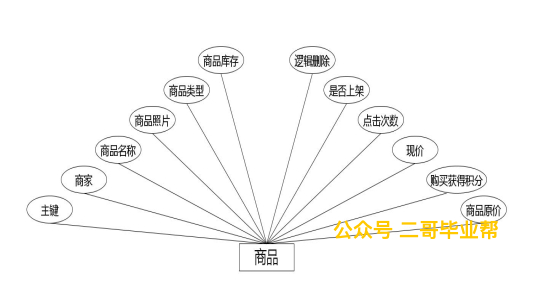 商品库存
逻辑删除
商品类型
是否上架
商品照片
点击次数
商品名称
现价
商家
购买获得积分
主键
商品原价
公众号 二哥毕业帮
商品